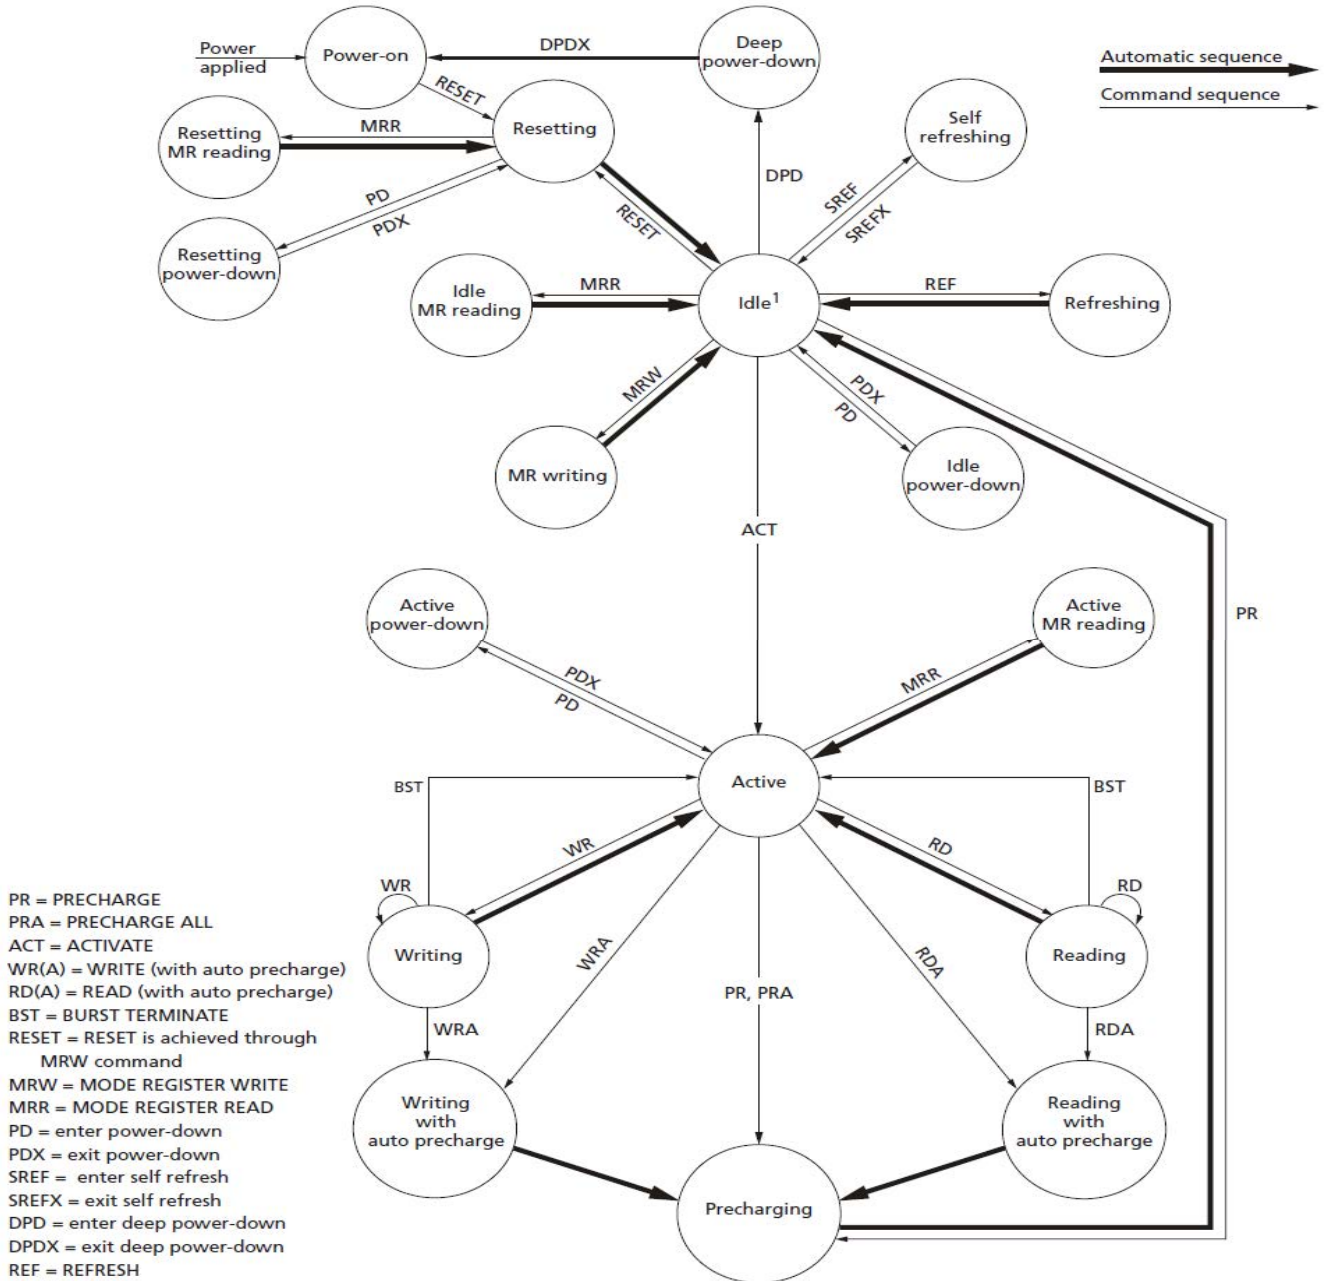 Power
applied
Power-on
DPDX
Deep
power-down
Automatic sequence
Command sequence
RESET
Resetting
MR reading
MRR
Resetting
Self
refreshing
DPD
SREF
SREFX
PD
PDX
RESET
Resetting
power-down
Idle
MR reading
MRR
Idle1
REF
Refreshing
MRW
PDX
PD
MR writing
Idle
power-down
ACT
Active
power-down
Active
MR reading
PR
PDX
PD
MRR
BST
Active
BST
WR
RD
WR
RD
Writing
Reading
WRA
RDA
PR, PRA
WRA
RDA
Writing
with
auto precharge
Reading
with
auto precharge
Precharging
PR = PRECHARGE
PRA = PRECHARGE ALL
ACT = ACTIVATE
WR(A) = WRITE (with auto precharge)
RD(A) = READ (with auto precharge)
BST = BURST TERMINATE
RESET = RESET is achieved through
MRW command
MRW = MODE REGISTER WRITE
MRR = MODE REGISTER READ
PD = enter power-down
PDX = exit power-down
SREF = enter self refresh
SREFX = exit self refresh
DPD = enter deep power-down
DPDX = exit deep power-down
REF = REFRESH